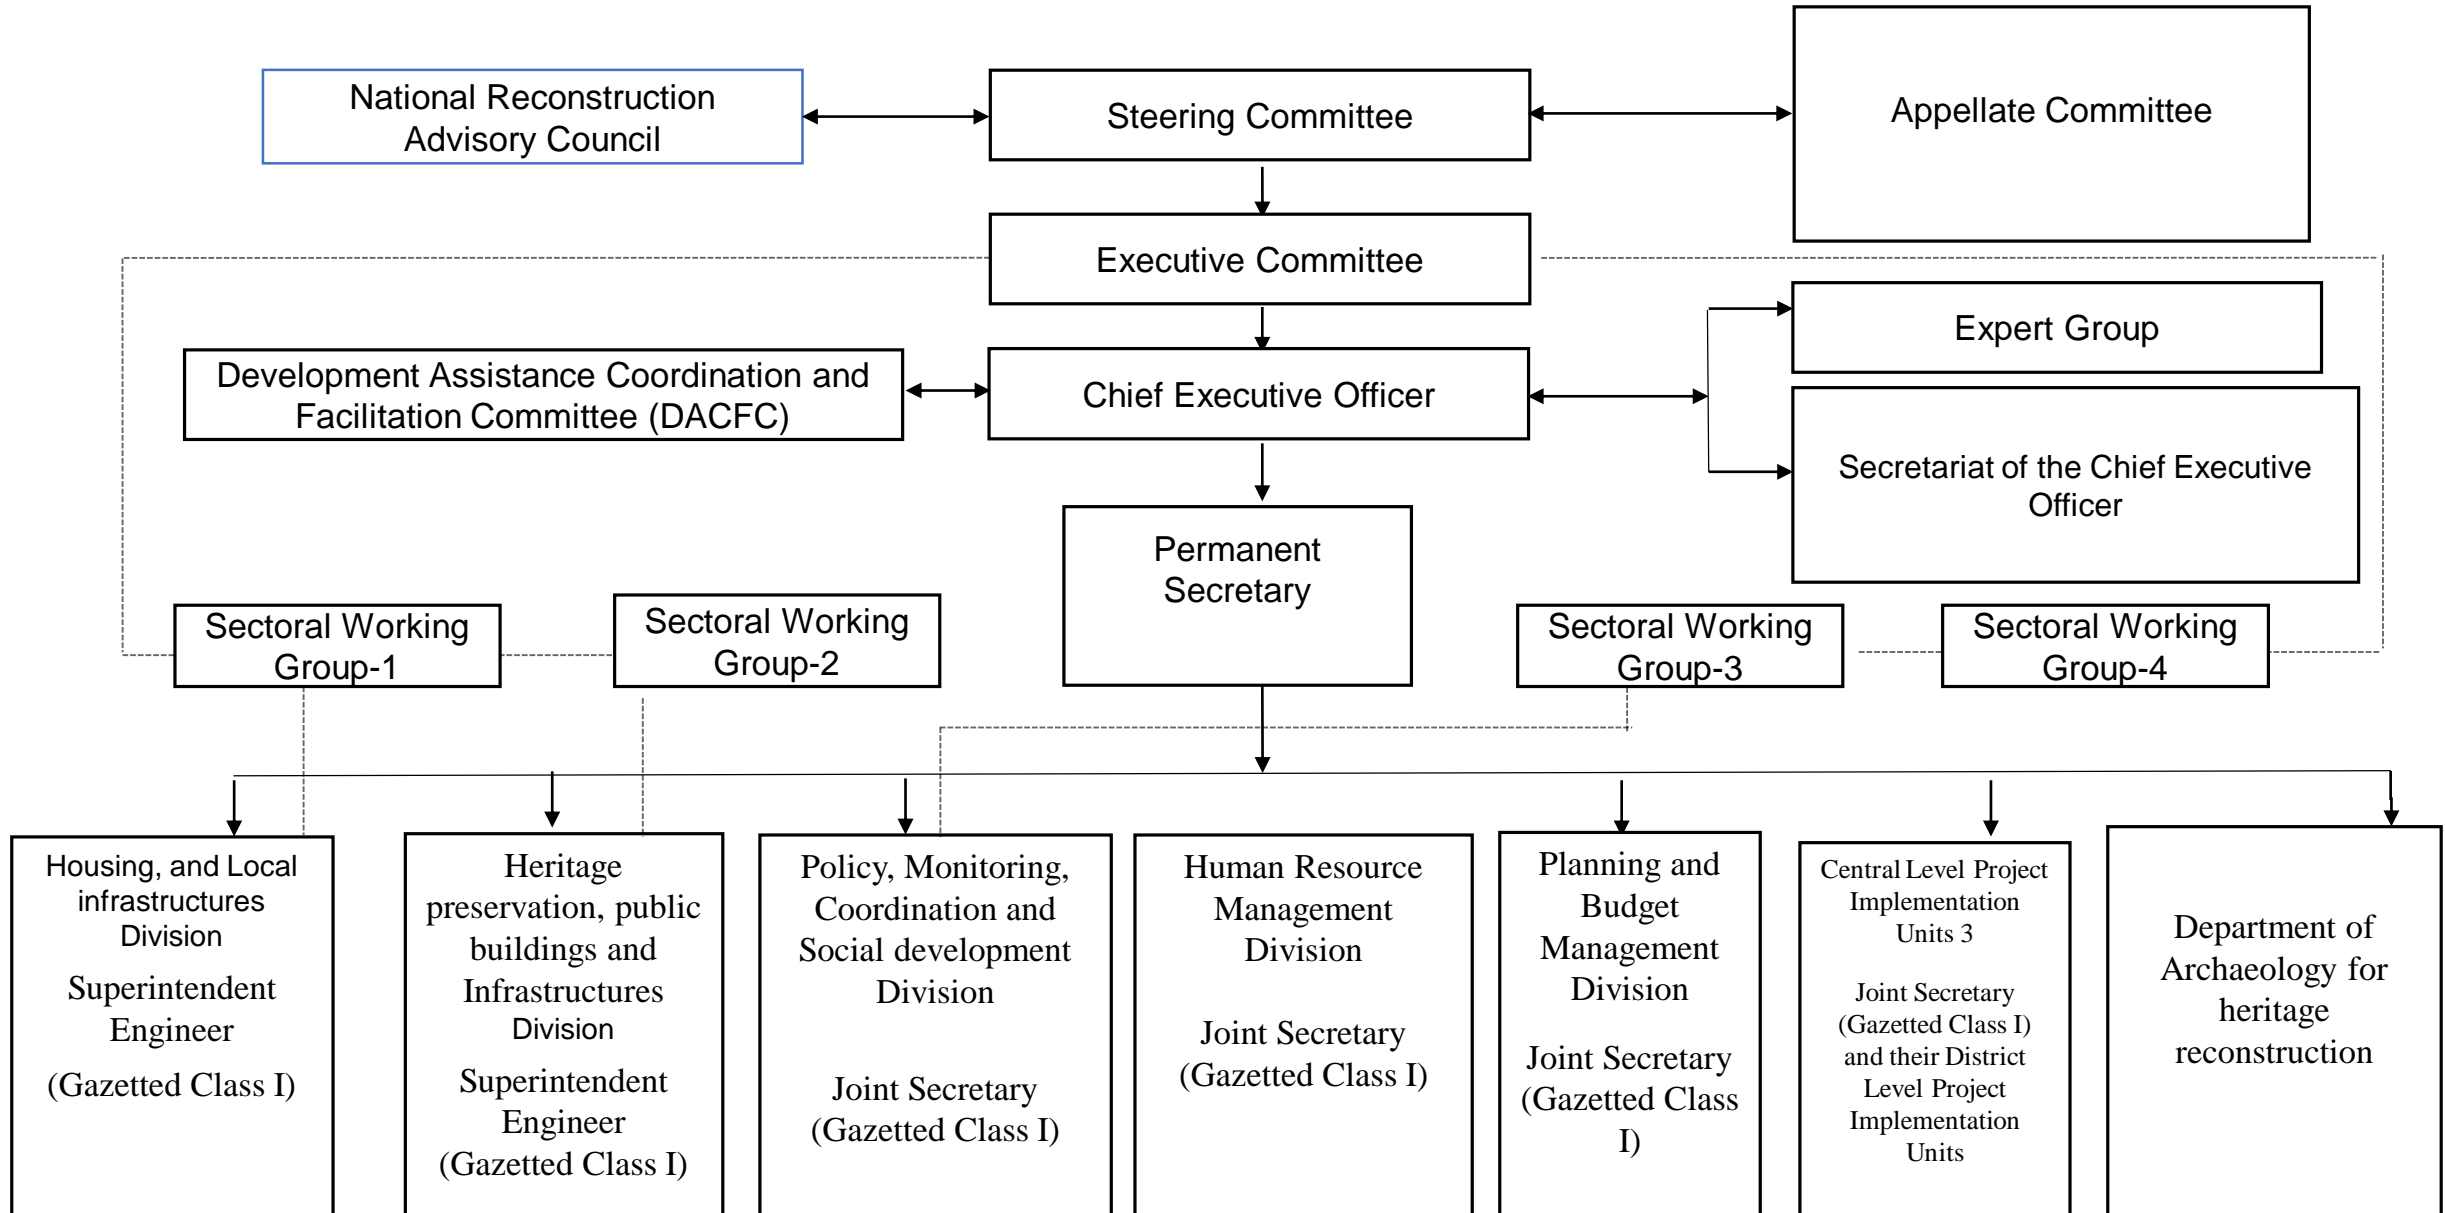 National Reconstruction
Advisory Council
Steering Committee
Appellate Committee
Executive Committee
Expert Group
Development Assistance Coordination and
Facilitation Committee (DACFC)
Chief Executive Officer
Secretariat of the Chief Executive
Officer
Permanent
Secretary
Sectoral Working
Group-1
Sectoral Working
Group-2
Sectoral Working
Group-3
Sectoral Working
Group-4
Housing, and Local
infrastructures
Division
Superintendent
Engineer
(Gazetted Class I)
Heritage
preservation, public
buildings and
Infrastructures
Division
Superintendent
Engineer
(Gazetted Class I)
Policy, Monitoring,
Coordination and
Social development
Division
Joint Secretary
(Gazetted Class I)
Human Resource
Management
Division
Joint Secretary
(Gazetted Class I)
Planning and
Budget
Management
Division
Joint Secretary
(Gazetted Class
I)
Central Level Project
Implementation
Units 3
Joint Secretary
(Gazetted Class I)
and their District
Level Project
Implementation
Units
Department of
Archaeology for
heritage
reconstruction